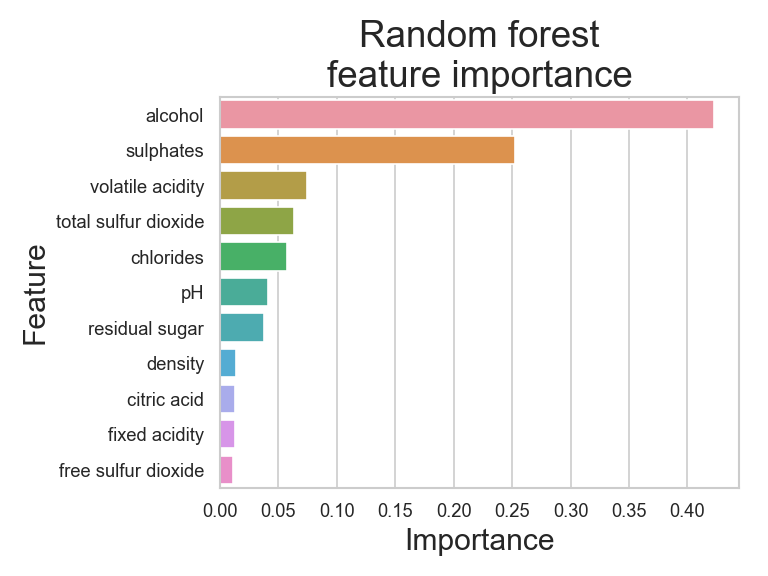 Random forest
feature importance
alcohol
sulphates
volatile acidity
total sulfur dioxide
chlorides
pH
residual sugar
density
citric acid
fixed acidity
free sulfur dioxide
Feature
0.00 0.05 0.10 0.15 0.20 0.25 0.30 0.35 0.40
Importance